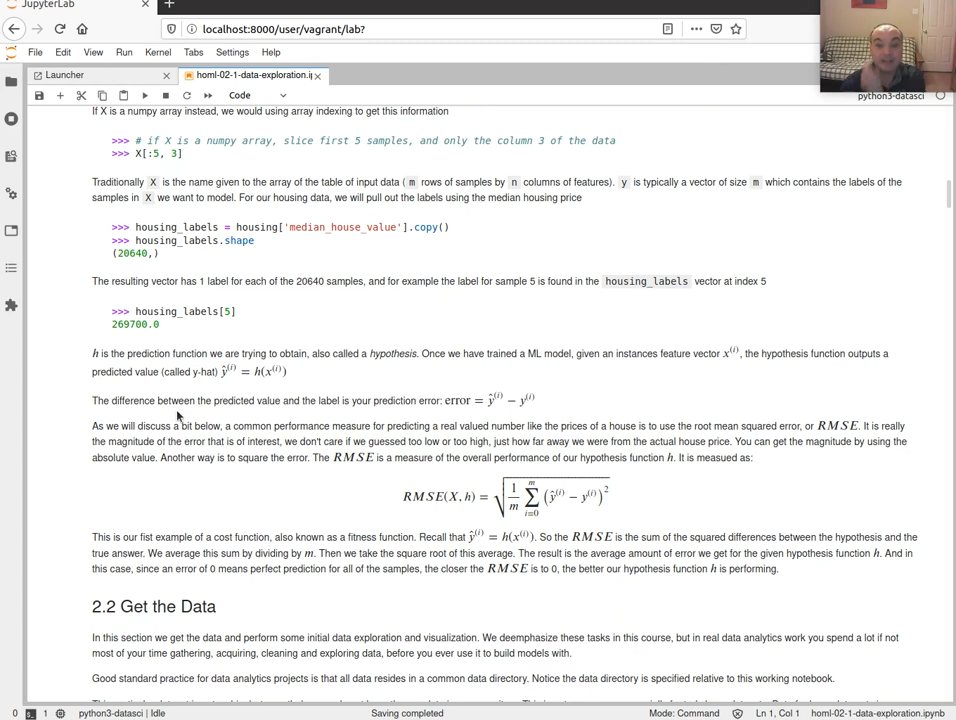 JupyterLab
localhost:8000/user/vagrant/lab?
File Edit View Run Kernel Tabs Settings Help
Launcher homl-02-1-data-exploration.i
Code python3-datasci
If X is a numpy array instead, we would using array indexing to get this information
>>> # if X is a numpy array, slice first 5 samples, and only the column 3 of the data
>>> X[:5, 3]
Traditionally X is the name given to the array of the table of input data ( m rows of samples by n columns of features). y is typically a vector of size m which contains the labels of the
samples in X we want to model. For our housing data, we will pull out the labels using the median housing price
>>> housing_labels = housing['median_house_value'].copy()
>>> housing_labels.shape
(20640,)
The resulting vector has 1 label for each of the 20640 samples, and for example the label for sample 5 is found in the housing_labels vector at index 5
>>> housing_labels[5]
269700.0
h is the prediction function we are trying to obtain, also called a hypothesis. Once we have trained a ML model, given an instances feature vector x^(i), the hypothesis function outputs a
predicted value (called y-hat) ŷ^(i) = h(x^(i))
The difference between the predicted value and the label is your prediction error: error = ŷ^(i) − y^(i)
As we will discuss a bit below, a common performance measure for predicting a real valued number like the prices of a house is to use the root mean squared error, or RMSE. It is really
the magnitude of the error that is of interest, we don't care if we guessed too low or too high, just how far away we were from the actual house price. You can get the magnitude by using the
absolute value. Another way is to square the error. The RMSE is a measure of the overall performance of our hypothesis function h. It is measued as:
RMSE(X, h) = √(1/m ∑_{i=0}^{m} (ŷ^(i) − y^(i))^2)
This is our fist example of a cost function, also known as a fitness function. Recall that ŷ^(i) = h(x^(i)). So the RMSE is the sum of the squared differences between the hypothesis and the
true answer. We average this sum by dividing by m. Then we take the square root of this average. The result is the average amount of error we get for the given hypothesis function h. And in
this case, since an error of 0 means perfect prediction for all of the samples, the closer the RMSE is to 0, the better our hypothesis function h is performing.
2.2 Get the Data
In this section we get the data and perform some initial data exploration and visualization. We deemphasize these tasks in this course, but in real data analytics work you spend a lot if not
most of your time gathering, acquiring, cleaning and exploring data, before you ever use it to build models with.
Good standard practice for data analytics projects is that all data resides in a common data directory. Notice the data directory is specified relative to this working notebook.
0 1 python3-datasci | Idle Saving completed Mode: Command Ln 1, Col 1 homl-02-1-data-exploration.ipynb